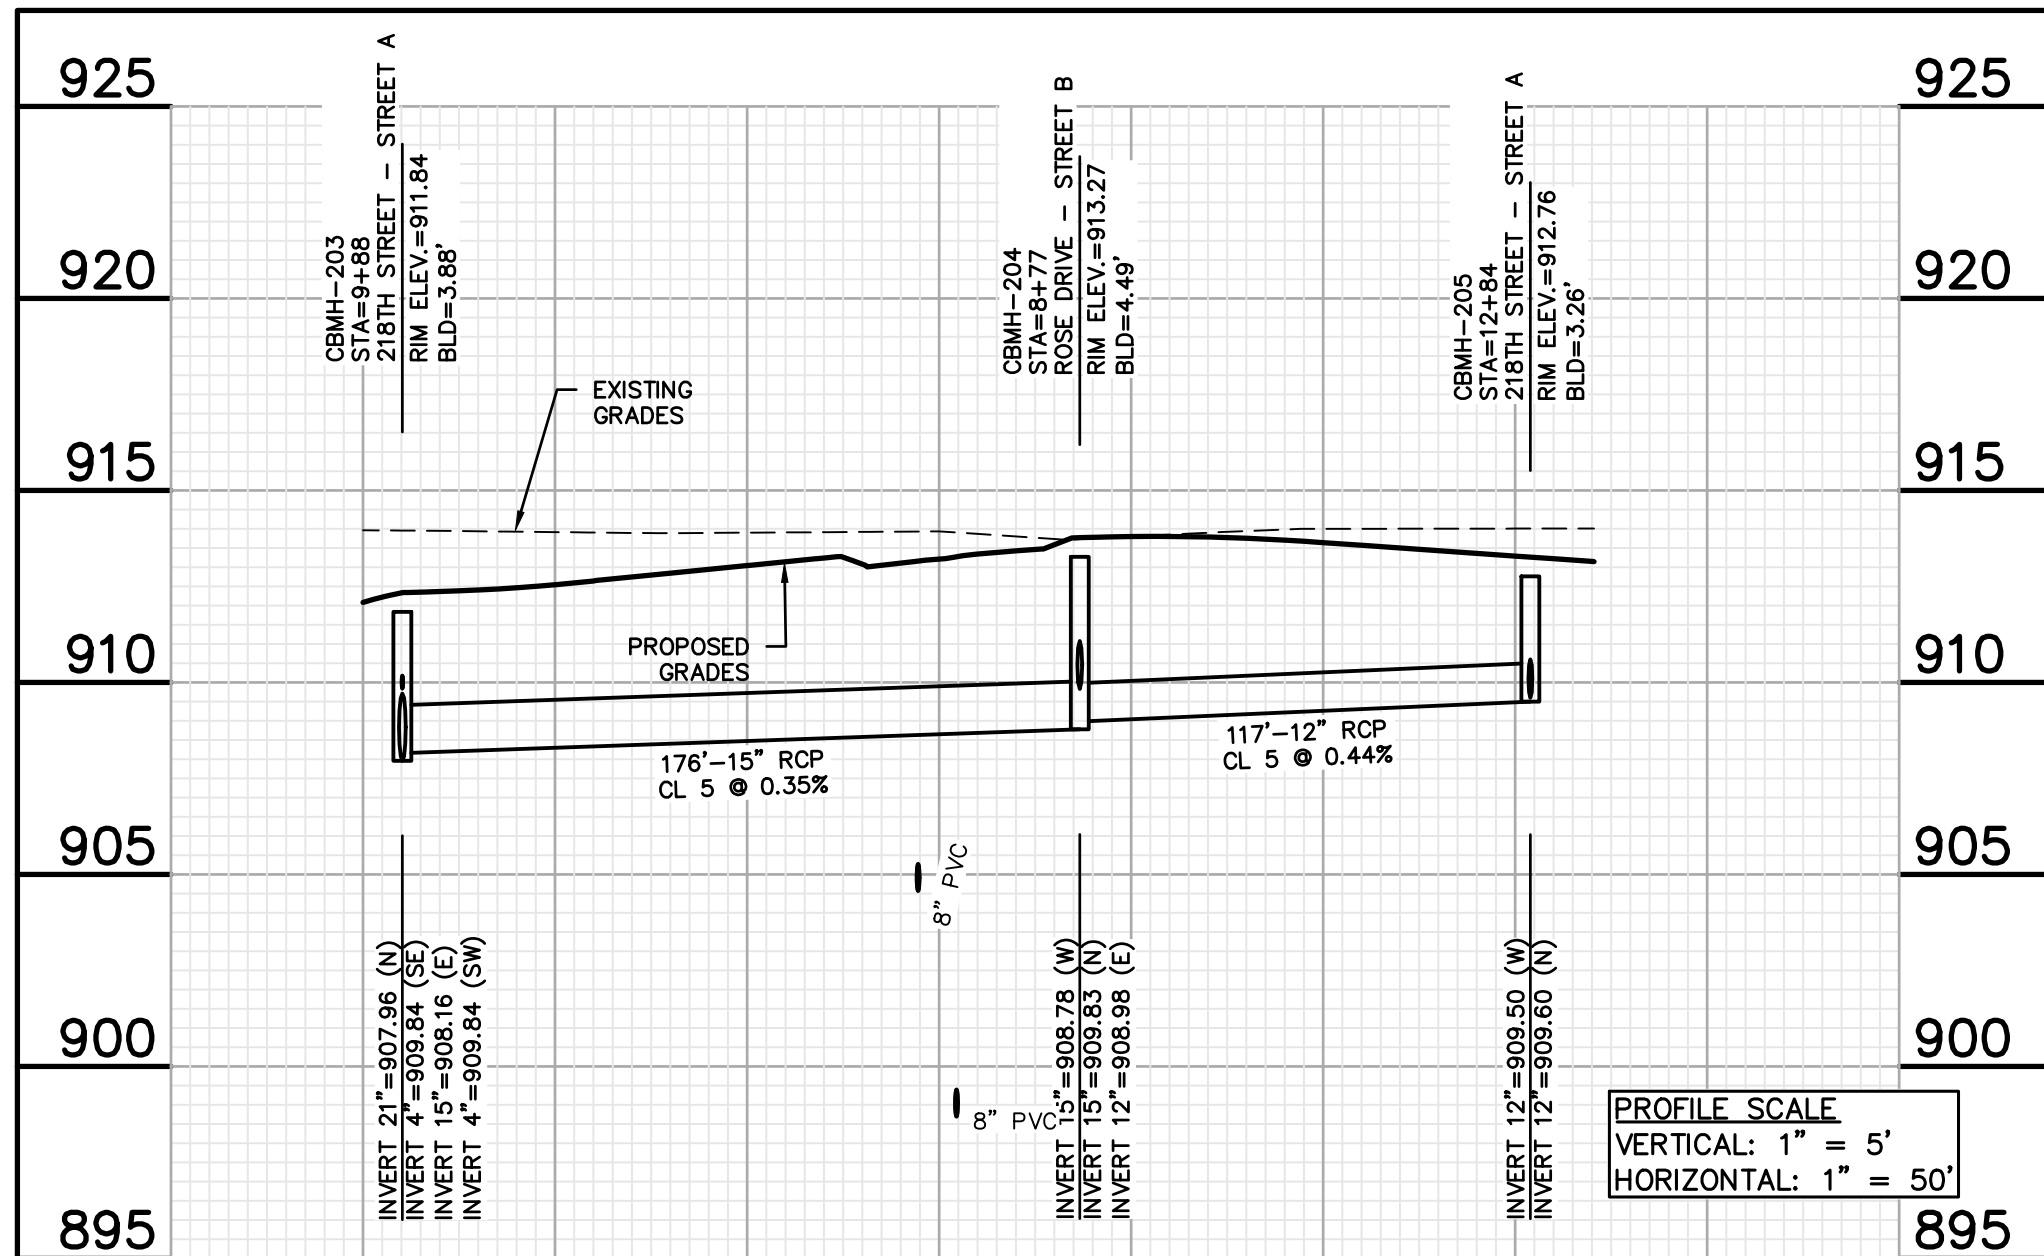 925
920
915
910
905
900
895
CBMH-203
STA=9+88
218TH STREET - STREET A
RIM ELEV.=911.84
BLD=3.88'
CBMH-204
STA=8+77
ROSE DRIVE - STREET B
RIM ELEV.=913.27
BLD=4.49'
CBMH-205
STA=12+84
218TH STREET - STREET A
RIM ELEV.=912.76
BLD=3.26'
925
920
915
910
905
900
895
EXISTING
GRADES
PROPOSED
GRADES
176'-15" RCP
CL 5 @ 0.35%
117'-12" RCP
CL 5 @ 0.44%
8" PVC
8" PVC
INVERT 21"=907.96 (N)
INVERT 4"=909.84 (SE)
INVERT 15"=908.16 (E)
INVERT 4"=909.84 (SW)
INVERT 15"=908.78 (W)
INVERT 15"=909.83 (N)
INVERT 12"=908.98 (E)
INVERT 12"=909.50 (W)
INVERT 12"=909.60 (N)
PROFILE SCALE
VERTICAL: 1" = 5'
HORIZONTAL: 1" = 50'